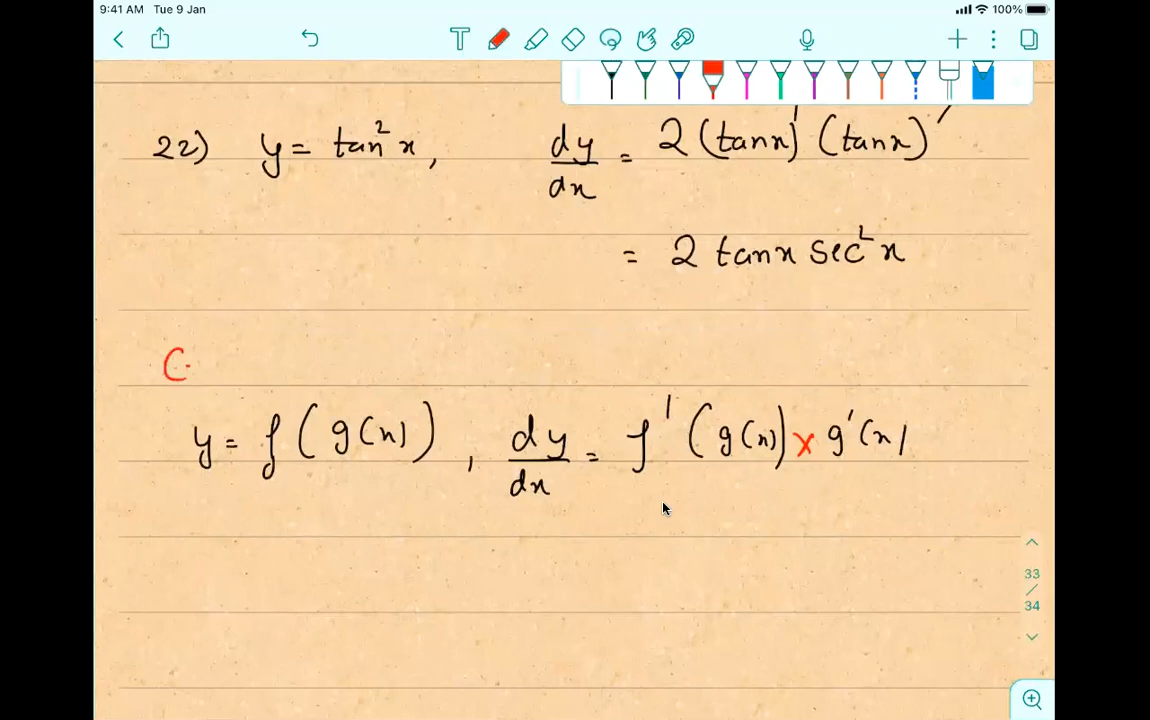 9:41 AM Tue 9 Jan 100%
22) y = tan²x, dy/dx = 2 (tanx)' (tanx)'
= 2 tanx sec²x
C
y = f(g(x)), dy/dx = f'(g(x)) × g'(x)
33
/
34